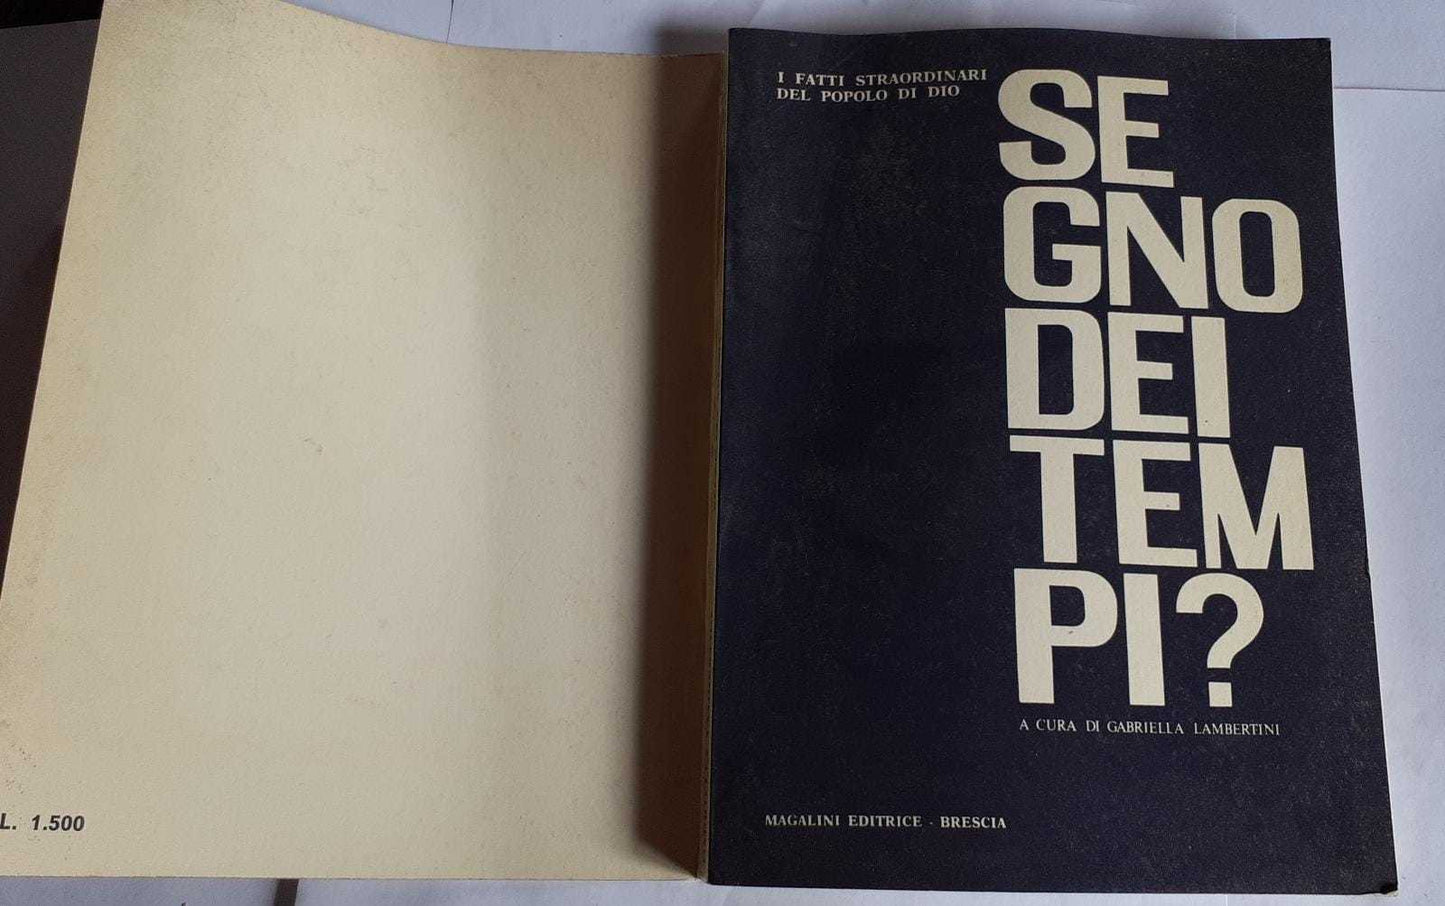 L. 1.500
I FATTI STRAORDINARI
DEL POPOLO DI DIO
SE
GNO
DEI
TEM
PI?
A CURA DI GABRIELLA LAMBERTINI
MAGALINI EDITRICE - BRESCIA